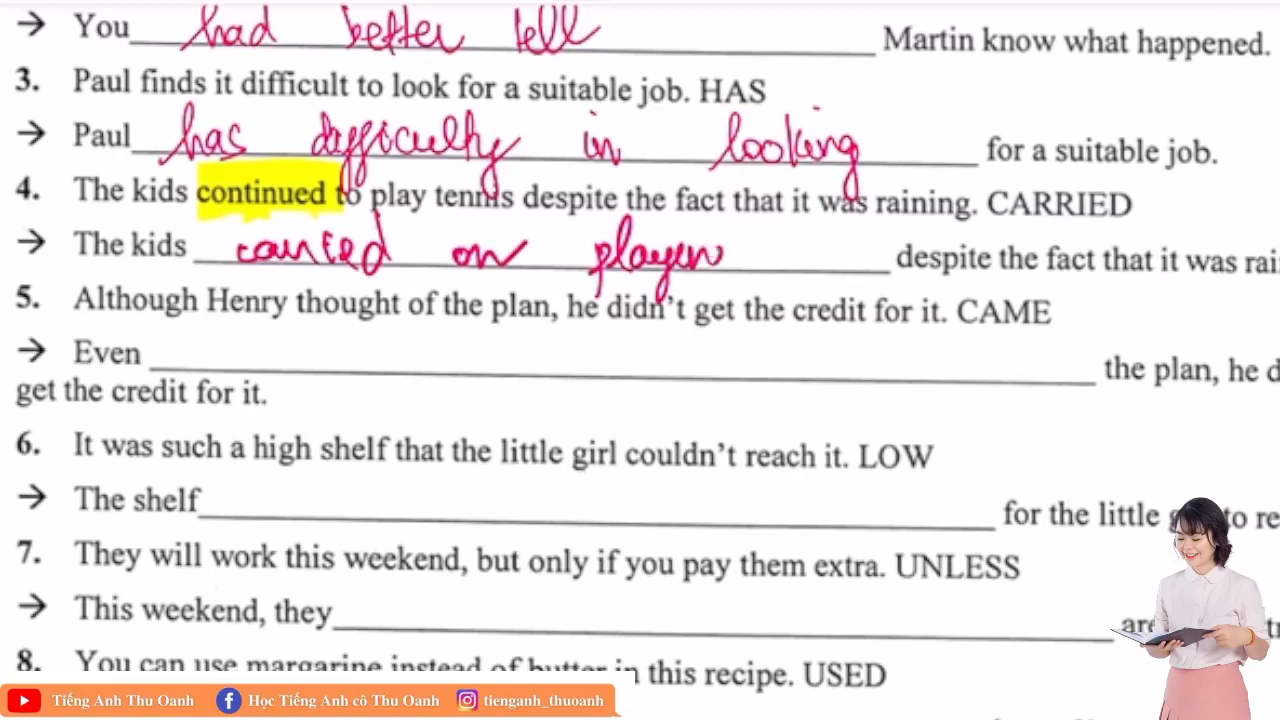 → You had better tell Martin know what happened.
3. Paul finds it difficult to look for a suitable job. HAS
→ Paul has difficulty in looking for a suitable job.
4. The kids continued to play tennis despite the fact that it was raining. CARRIED
→ The kids carried on despite the fact that it was rai
5. Although Henry thought of the plan, he didn't get the credit for it. CAME
→ Even ____ the plan, he d
get the credit for it.
6. It was such a high shelf that the little girl couldn't reach it. LOW
→ The shelf ____ for the little to re
7. They will work this weekend, but only if you pay them extra. UNLESS
→ This weekend, they ____ are
8. You can use margarine instead of butter in this recipe. USED
Tiếng Anh Thu Oanh Học Tiếng Anh cô Thu Oanh tienganh_thuoanh